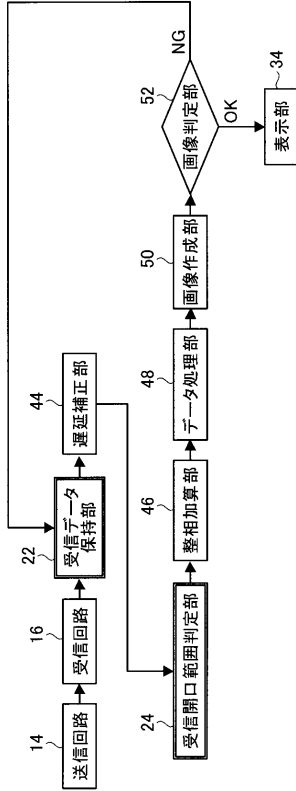 14
送信回路
16
受信回路
22
受信データ
保持部
44
遅延補正部
24
受信開口範囲判定部
46
整相加算部
48
データ処理部
50
画像作成部
52
画像判定部
NG
OK
34
表示部